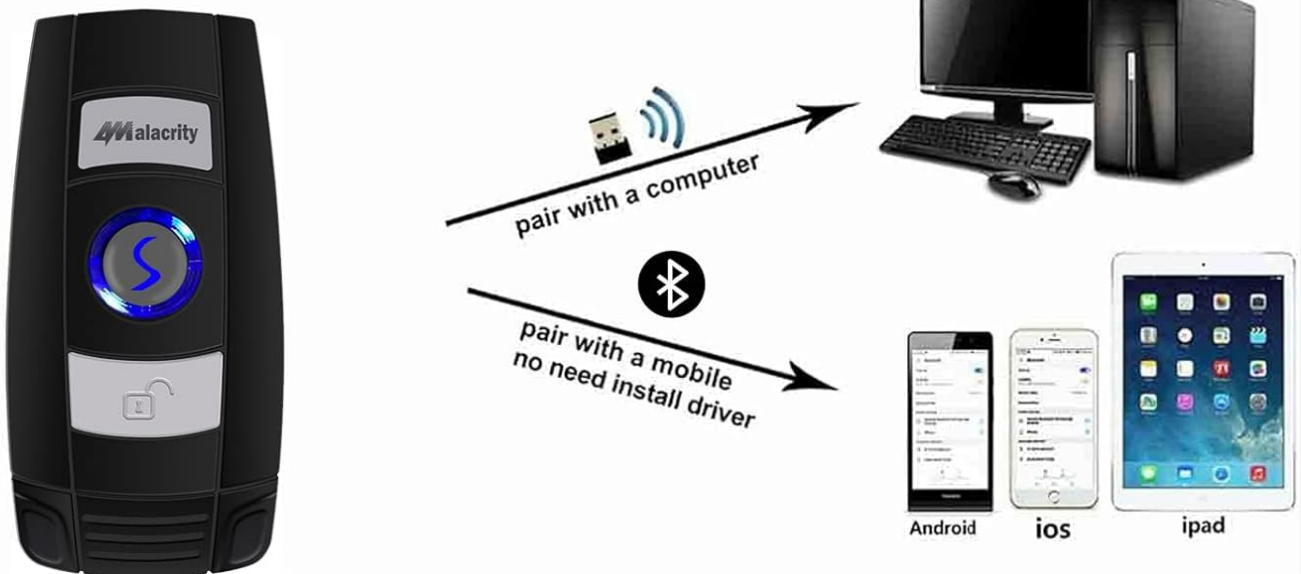 Malacrity
S
pair with a computer
pair with a mobile
no need install driver
Android
ios
ipad